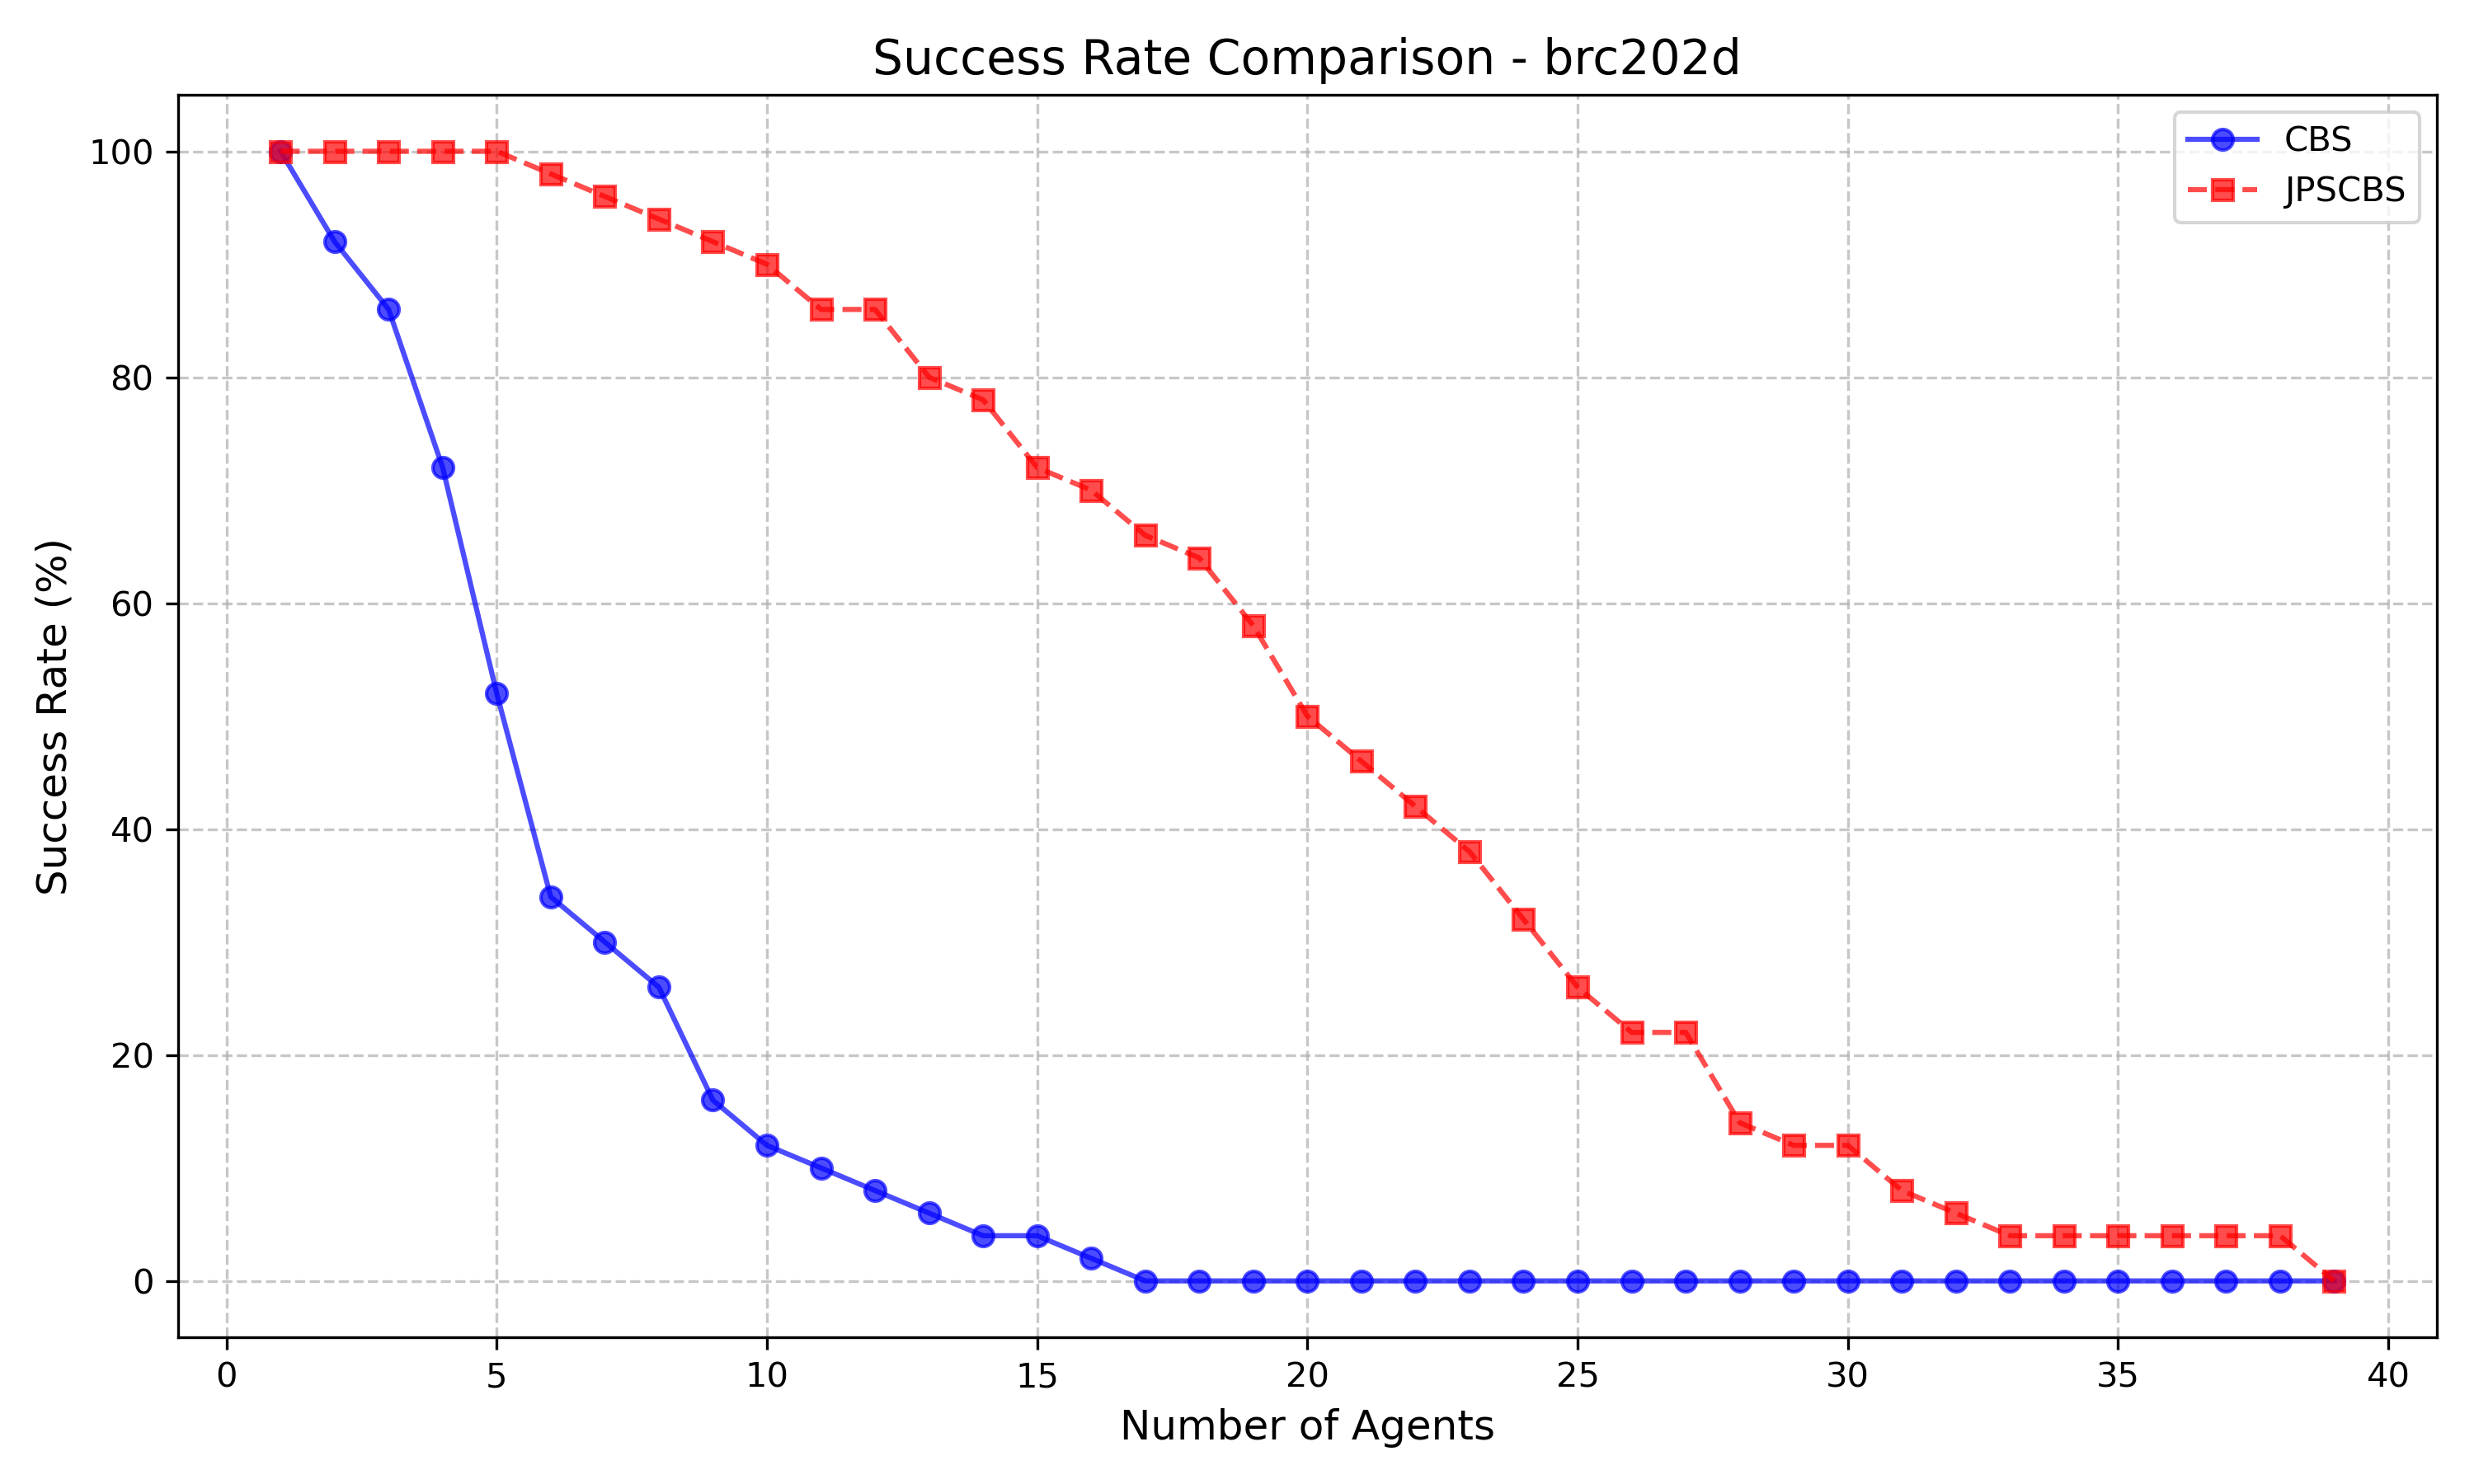 Success Rate Comparison - brc202d
CBS
JPSCBS
Success Rate (%)
100
80
60
40
20
0
0 5 10 15 20 25 30 35 40
Number of Agents